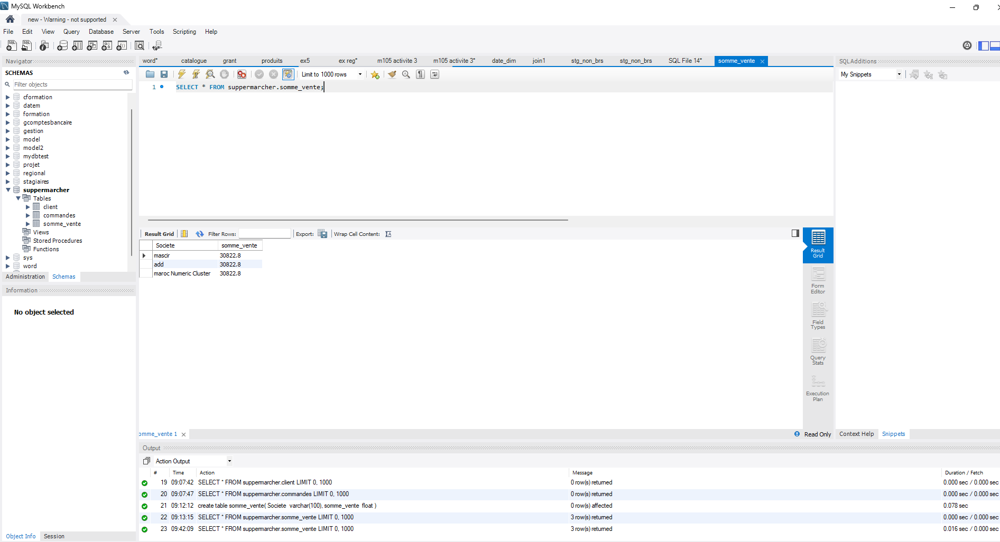 MySQL Workbench
new - Warning - not supported
File Edit View Query Database Server Tools Scripting Help
Navigator
SCHEMAS
Filter objects
cformation
datem
formation
gcomptesbancaire
gestion
model
model2
mydbtest
projet
regional
stagiaires
suppermarcher
Tables
client
commandes
somme_vente
Views
Stored Procedures
Functions
sys
word
Administration Schemas
Information
No object selected
Object Info Session
word* catalogue grant produits ex5 ex reg* m105 activite 3 m105 activite 3* date_dim join1 stg_non_brs stg_non_brs SQL File 14* somme_vente
Limit to 1000 rows
1 SELECT * FROM suppermarcher.somme_vente;
Result Grid Filter Rows: Export: Wrap Cell Content:
Societe somme_vente
mascir 30822.8
add 30822.8
maroc Numeric Cluster 30822.8
Result
Grid
Form
Editor
Field
Types
Query
Stats
Execution
Plan
omme_vente 1
Read Only
SQLAdditions
My Snippets
Context Help Snippets
Output
Action Output
# Time Action Message Duration / Fetch
19 09:07:42 SELECT * FROM suppermarcher.client LIMIT 0, 1000 0 row(s) returned 0.000 sec / 0.000 sec
20 09:07:47 SELECT * FROM suppermarcher.commandes LIMIT 0, 1000 0 row(s) returned 0.000 sec / 0.000 sec
21 09:12:12 create table somme_vente( Societe varchar(100), somme_vente float ) 0 row(s) affected 0.078 sec
22 09:13:15 SELECT * FROM suppermarcher.somme_vente LIMIT 0, 1000 3 row(s) returned 0.000 sec / 0.000 sec
23 09:42:09 SELECT * FROM suppermarcher.somme_vente LIMIT 0, 1000 3 row(s) returned 0.016 sec / 0.000 sec